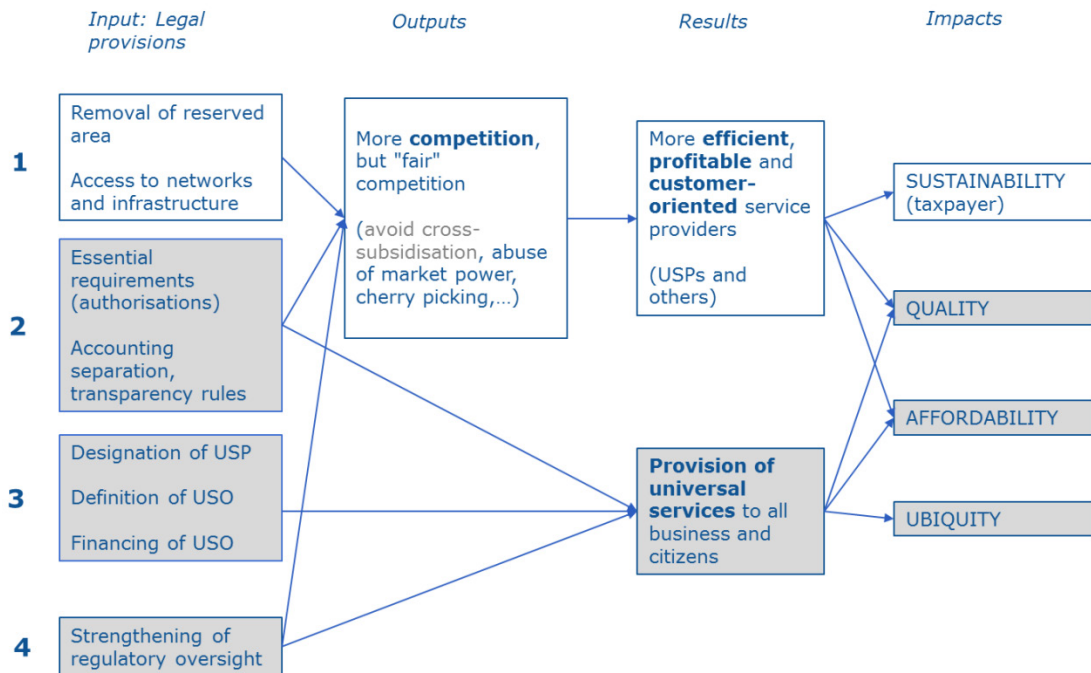 Input: Legal
provisions
Outputs
Results
Impacts
1
Removal of reserved
area
Access to networks
and infrastructure
2
Essential
requirements
(authorisations)
Accounting
separation,
transparency rules
3
Designation of USP
Definition of USO
Financing of USO
4
Strengthening of
regulatory oversight
More competition,
but "fair"
competition
(avoid cross-
subsidisation, abuse
of market power,
cherry picking,...)
More efficient,
profitable and
customer-
oriented service
providers
(USPs and
others)
Provision of
universal
services to all
business and
citizens
SUSTAINABILITY
(taxpayer)
QUALITY
AFFORDABILITY
UBIQUITY